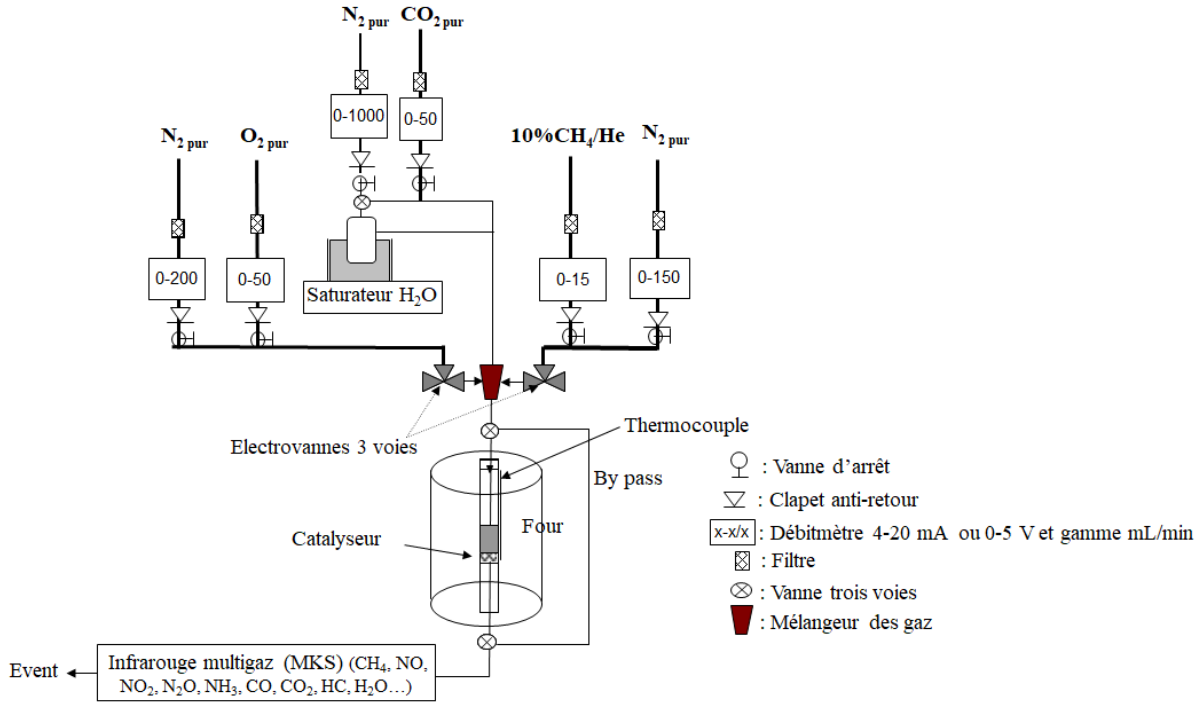 N2 pur
CO2 pur
0-1000
0-50
N2 pur
O2 pur
10%CH4/He
N2 pur
0-200
0-50
Saturateur H2O
0-15
0-150
Electrovannes 3 voies
Thermocouple
By pass
Four
Catalyseur
: Vanne d’arrêt
: Clapet anti-retour
x-x/x : Débitmètre 4-20 mA ou 0-5 V et gamme mL/min
: Filtre
: Vanne trois voies
: Mélangeur des gaz
Event
Infrarouge multigaz (MKS) (CH4, NO,
NO2, N2O, NH3, CO, CO2, HC, H2O…)